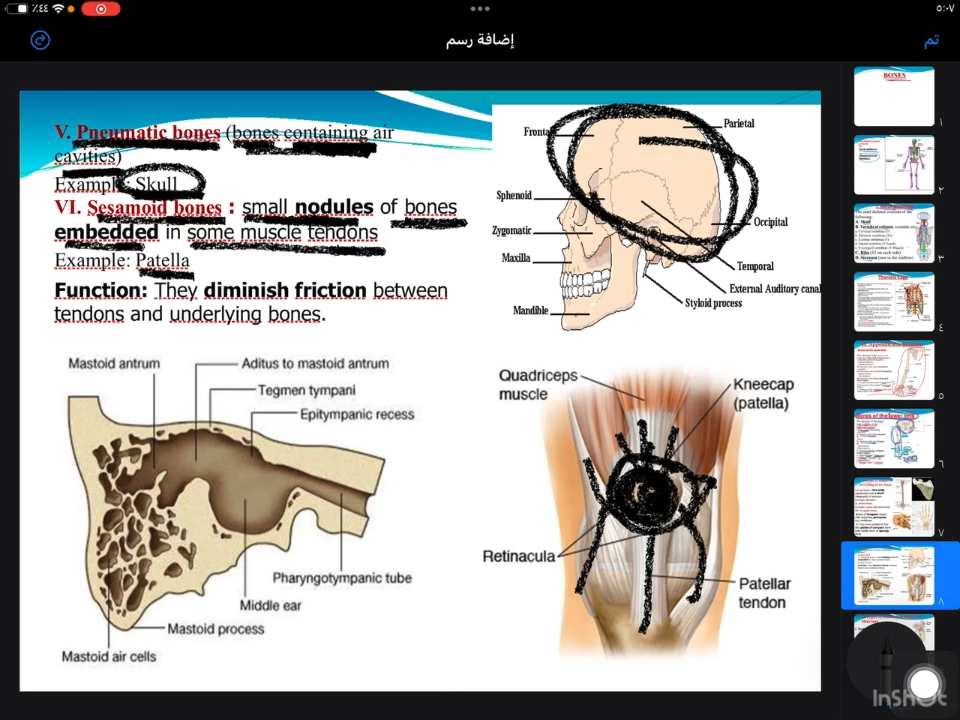 ٪٤٤
٥:٠٧
إضافة رسم
تم
V. Pneumatic bones (bones containing air
cavities)
Example: Skull
VI. Sesamoid bones : small nodules of bones
embedded in some muscle tendons
Example: Patella
Function: They diminish friction between
tendons and underlying bones.
Frontal
Parietal
Sphenoid
Zygomatic
Maxilla
Mandible
Occipital
Temporal
External Auditory canal
Styloid process
Mastoid antrum
Aditus to mastoid antrum
Tegmen tympani
Epitympanic recess
Pharyngotympanic tube
Middle ear
Mastoid process
Mastoid air cells
Quadriceps
muscle
Kneecap
(patella)
Retinacula
Patellar
tendon
BONES
١
٢
٣
٤
٥
٦
٧
٨
InShot